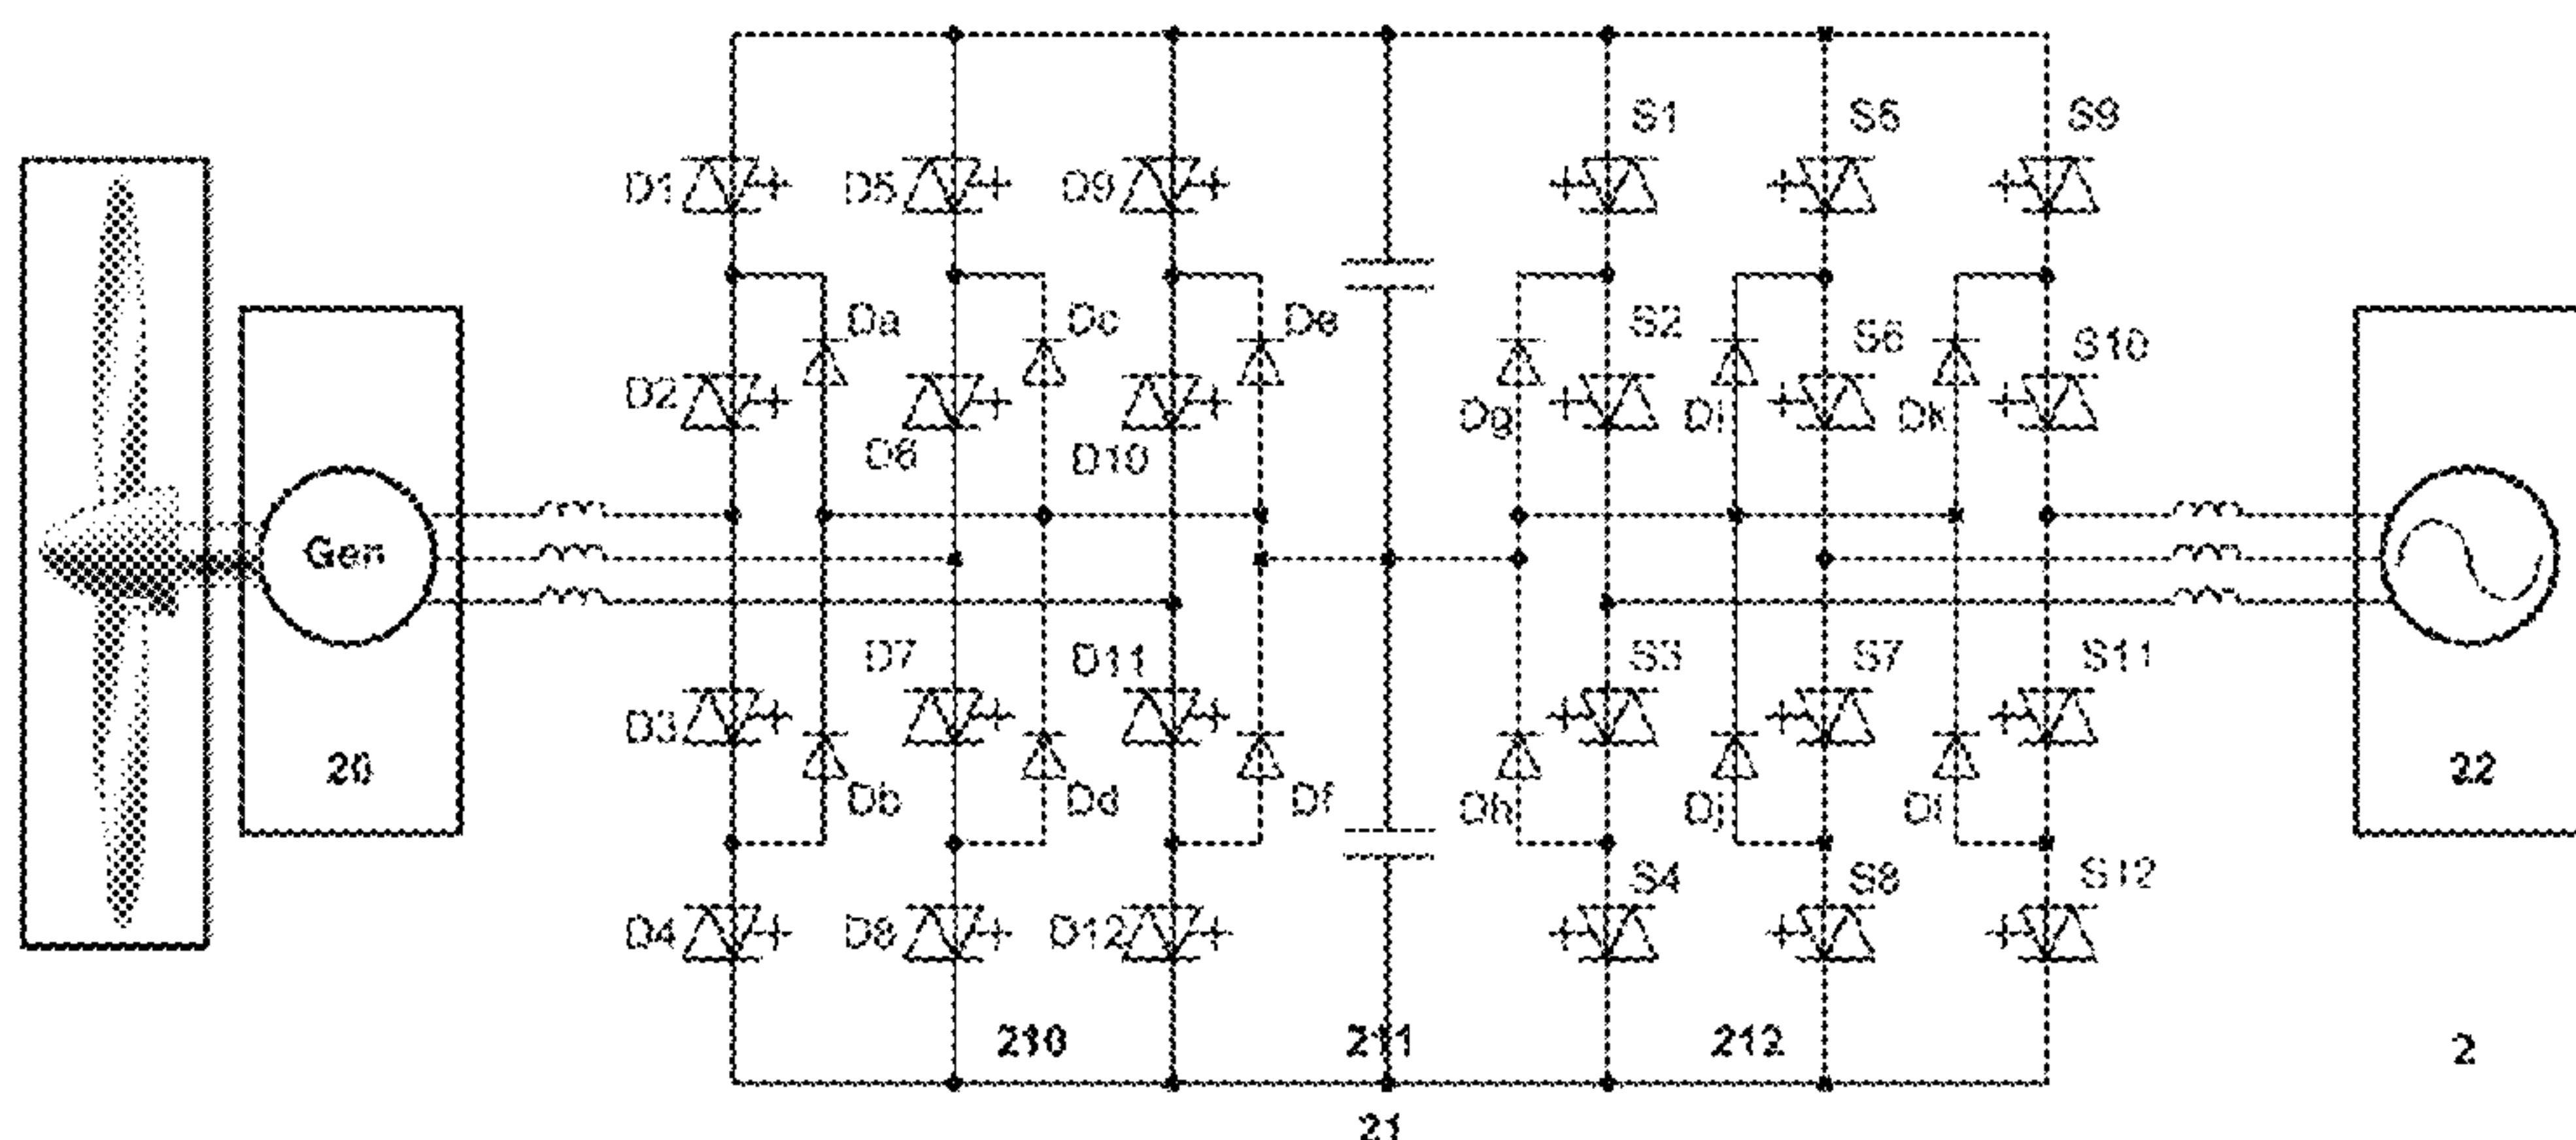 S1 S5 S9
D1 D5 D9
Da Dc De S2 S6 S10
D2 Dg Di Dk
D6 D10
Gen
D7 D11 S3 S7 S11
D3
20 22
Db Dd Df Dh Dj Dl
S4 S8 S12
D4 D8 D12
210 211 212 2
21